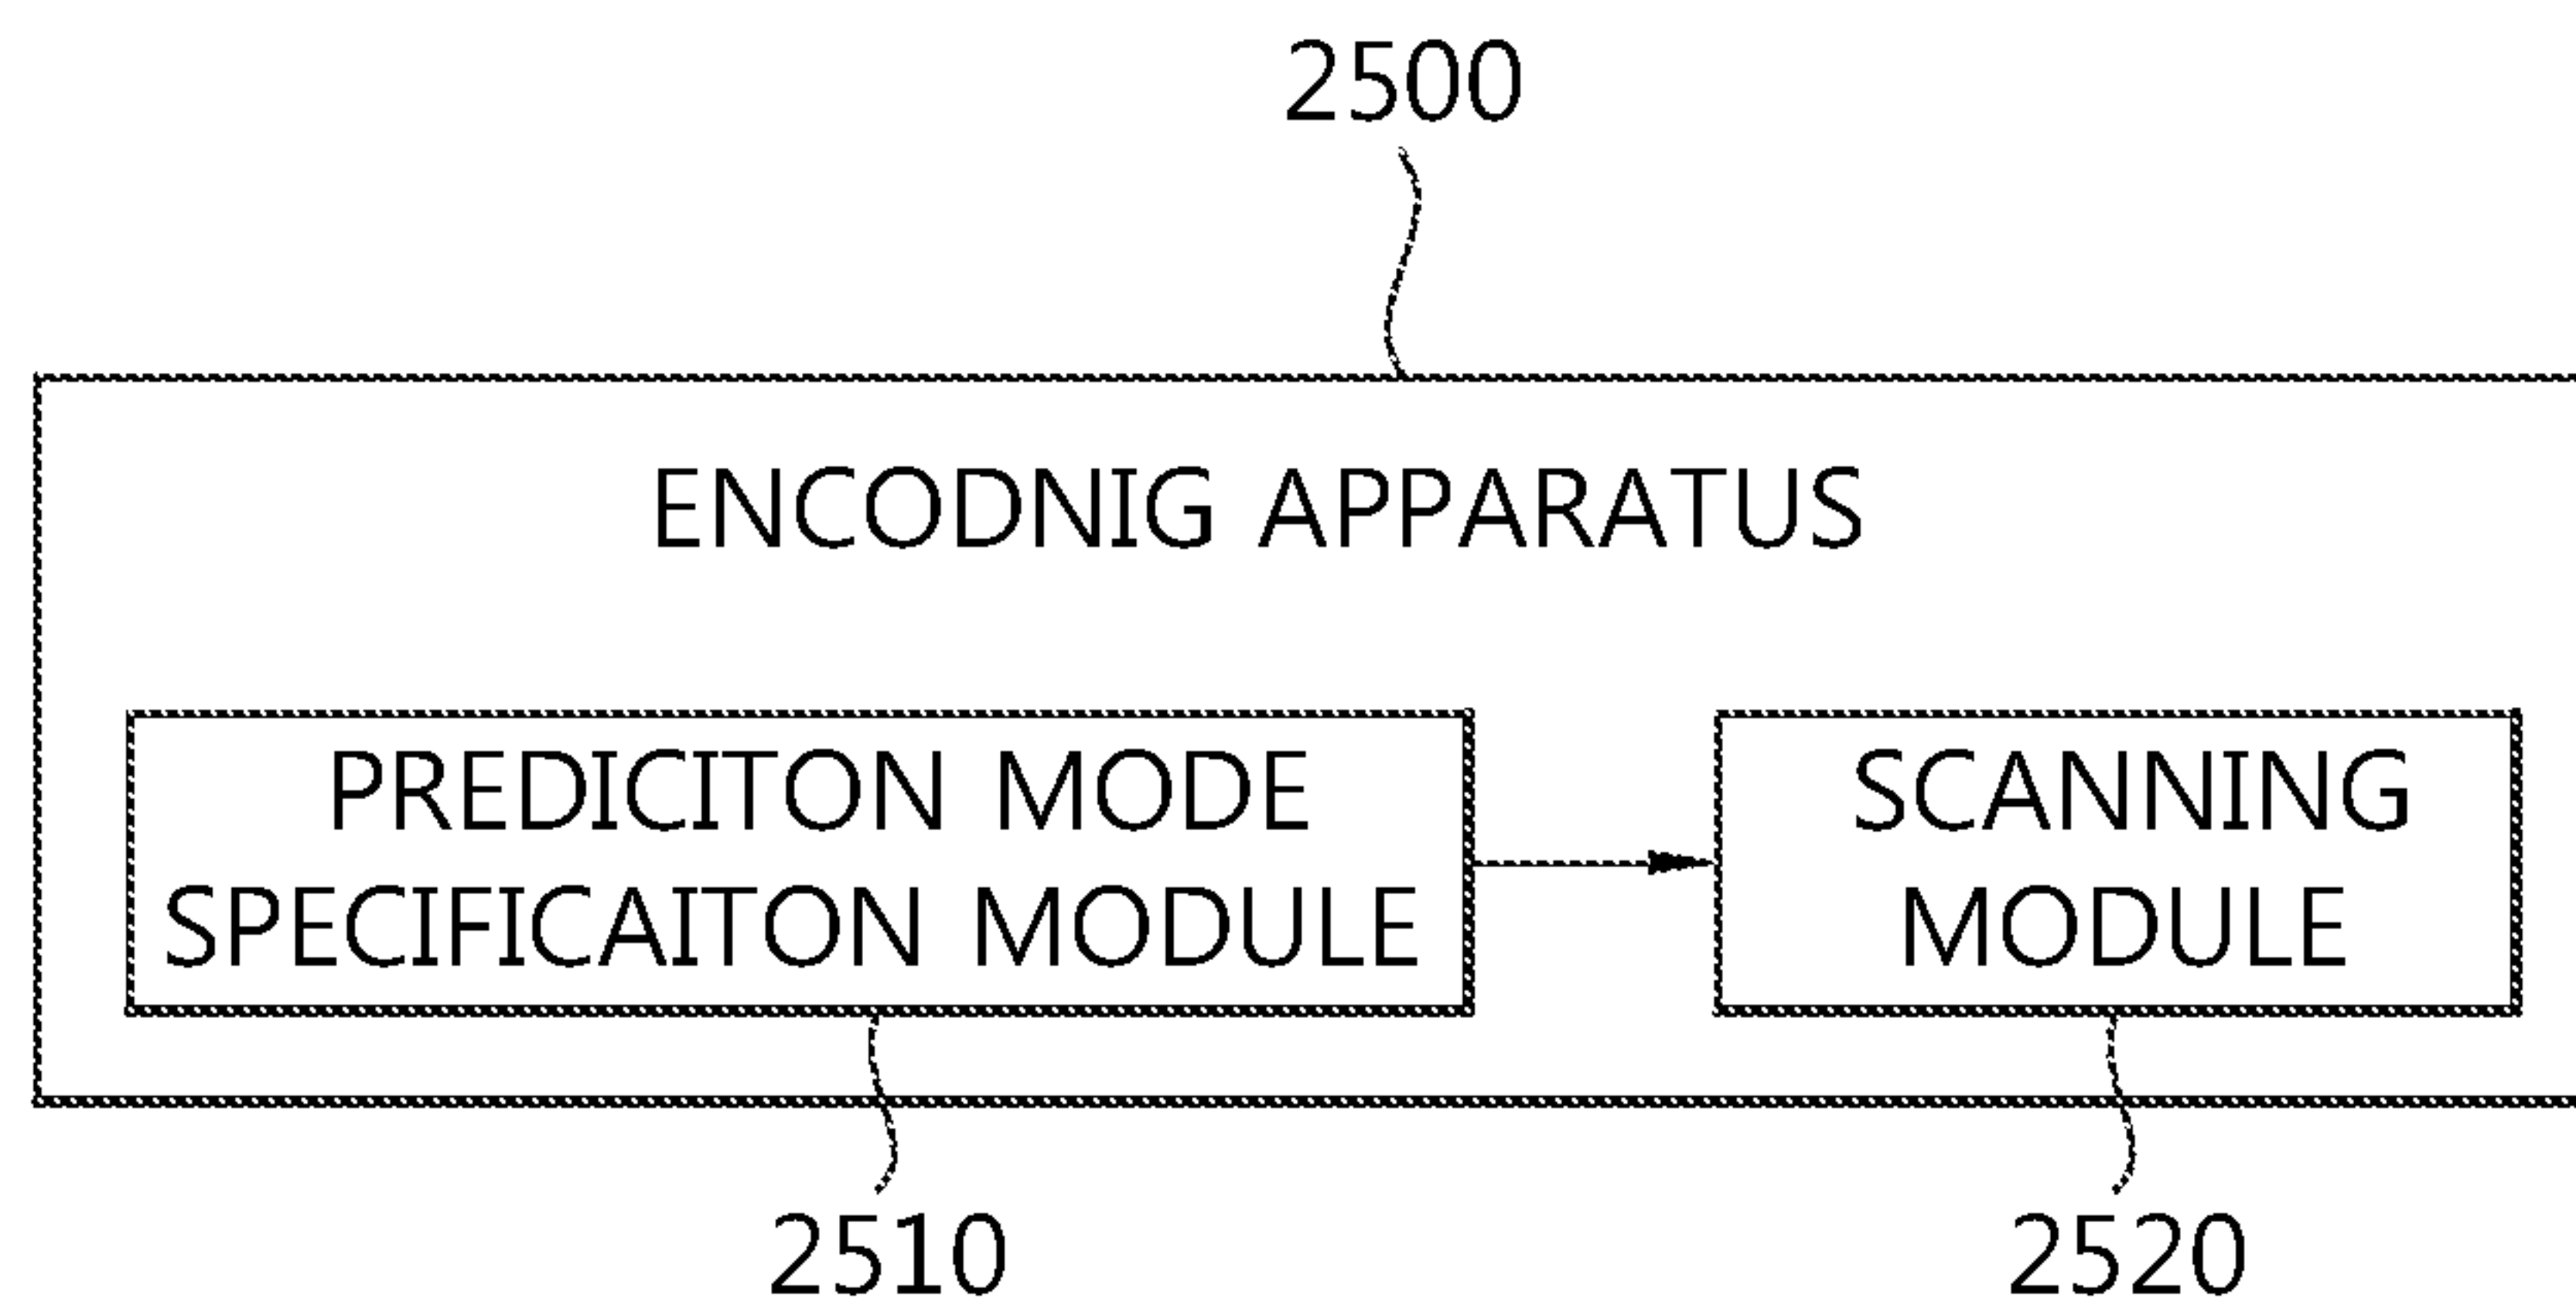 2500
ENCODNIG APPARATUS
PREDICITON MODE
SPECIFICAITON MODULE
SCANNING
MODULE
2510
2520